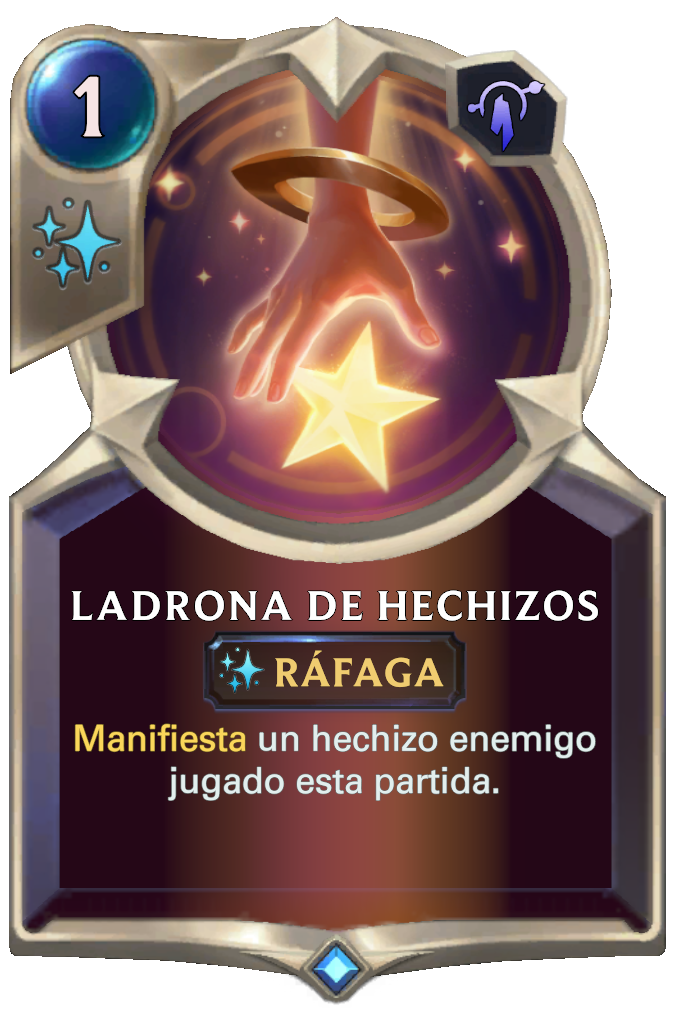 1
LADRONA DE HECHIZOS
RÁFAGA
Manifiesta un hechizo enemigo
jugado esta partida.